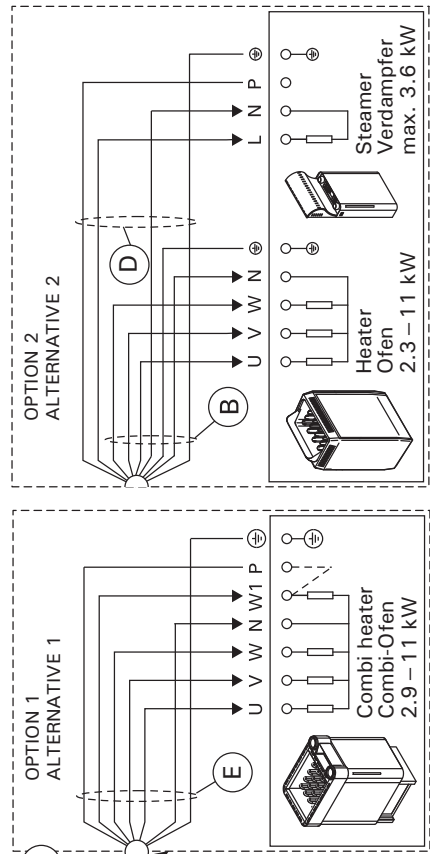 OPTION 1
ALTERNATIVE 1
E
U V W N W1 P ⏚
⏚
Combi heater
Combi-Ofen
2.9 – 11 kW
OPTION 2
ALTERNATIVE 2
D
B
U V W N ⏚ L N P ⏚
⏚ ⏚
Heater
Ofen
2.3 – 11 kW
Steamer
Verdampfer
max. 3.6 kW